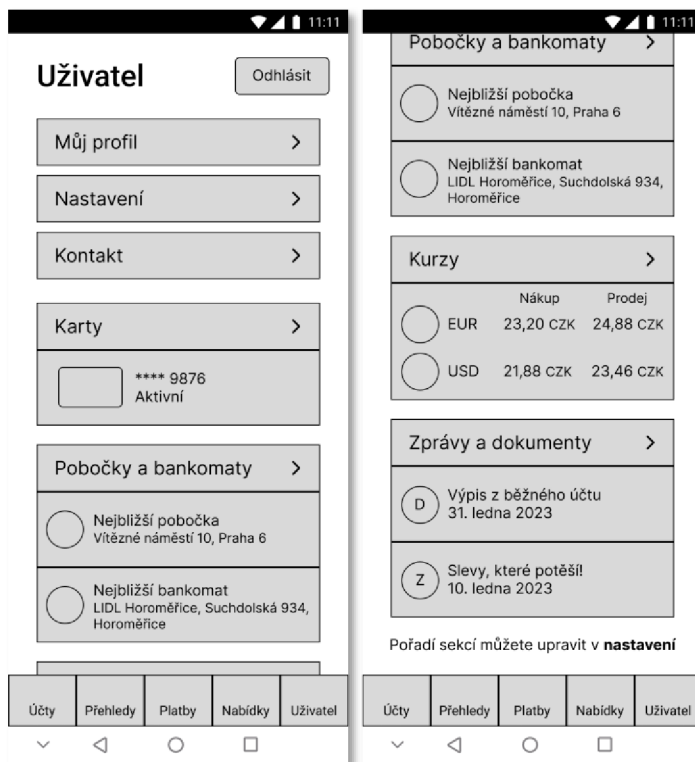 11:11
Uživatel
Odhlásit
Můj profil
Nastavení
Kontakt
Karty
**** 9876
Aktivní
Pobočky a bankomaty
Nejbližší pobočka
Vítězné náměstí 10, Praha 6
Nejbližší bankomat
LIDL Horoměřice, Suchdolská 934,
Horoměřice
Účty Přehledy Platby Nabídky Uživatel
11:11
Pobočky a bankomaty
Nejbližší pobočka
Vítězné náměstí 10, Praha 6
Nejbližší bankomat
LIDL Horoměřice, Suchdolská 934,
Horoměřice
Kurzy
Nákup Prodej
EUR 23,20 CZK 24,88 CZK
USD 21,88 CZK 23,46 CZK
Zprávy a dokumenty
D
Výpis z běžného účtu
31. ledna 2023
Z
Slevy, které potěší!
10. ledna 2023
Pořadí sekcí můžete upravit v nastavení
Účty Přehledy Platby Nabídky Uživatel